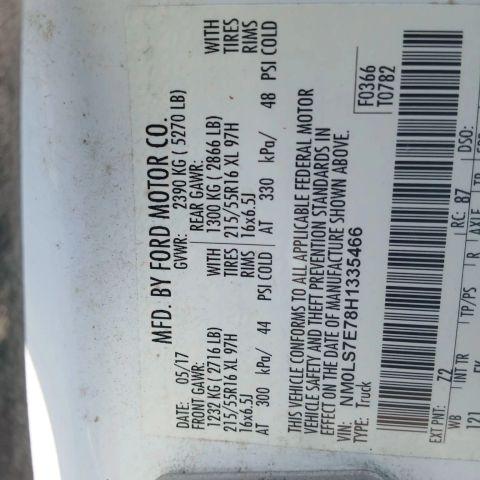 MFD. BY FORD MOTOR CO.
DATE: 05/17
GVWR: 2390 KG ( 5270 LB)
FRONT GAWR:
REAR GAWR:
1232 KG ( 2716 LB)
1300 KG ( 2866 LB)
WITH
215/55R16 XL 97H
215/55R16 XL 97H
TIRES
16x6.5J
16x6.5J
RIMS
AT 300 kPa/ 44 PSI COLD
AT 330 kPa/ 48 PSI COLD
THIS VEHICLE CONFORMS TO ALL APPLICABLE FEDERAL MOTOR
VEHICLE SAFETY AND THEFT PREVENTION STANDARDS IN
EFFECT ON THE DATE OF MANUFACTURE SHOWN ABOVE.
VIN: NM0LS7E78H1335466
TYPE: Truck
F0366
T0782
EXT PNT: Z2
RC: B7
DSO:
WB
INT TR
TP/PS
R
AXLE
121